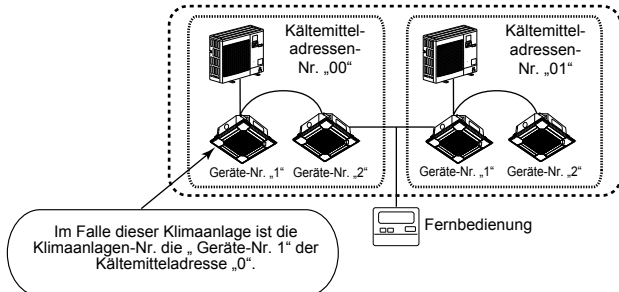 Kältemittel-
adressen-
Nr. „00“
Kältemittel-
adressen-
Nr. „01“
Geräte-Nr. „1“
Geräte-Nr. „2“
Geräte-Nr. „1“
Geräte-Nr. „2“
Im Falle dieser Klimaanlage ist die
Klimaanlagen-Nr. die „ Geräte-Nr. 1“ der
Kältemitteladresse „0“.
Fernbedienung